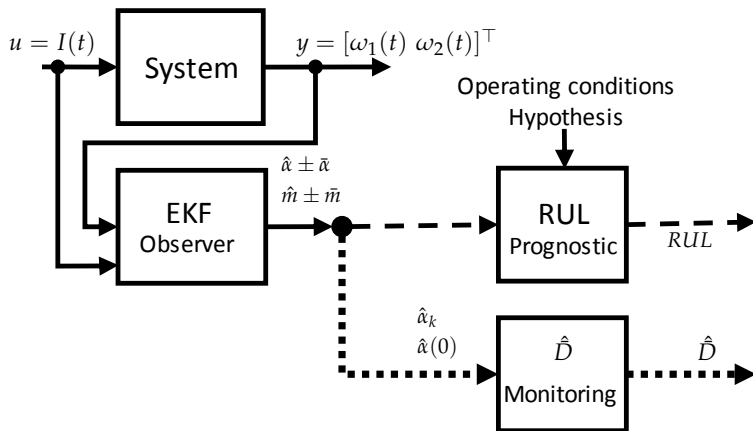 u = I(t)
y = [ω₁(t) ω₂(t)]⊤
System
Operating conditions
Hypothesis
α̂ ± ᾱ
m̂ ± m̄
EKF
Observer
RUL
Prognostic
RUL
α̂ₖ
α̂(0)
D̄̂
Monitoring
D̄̂